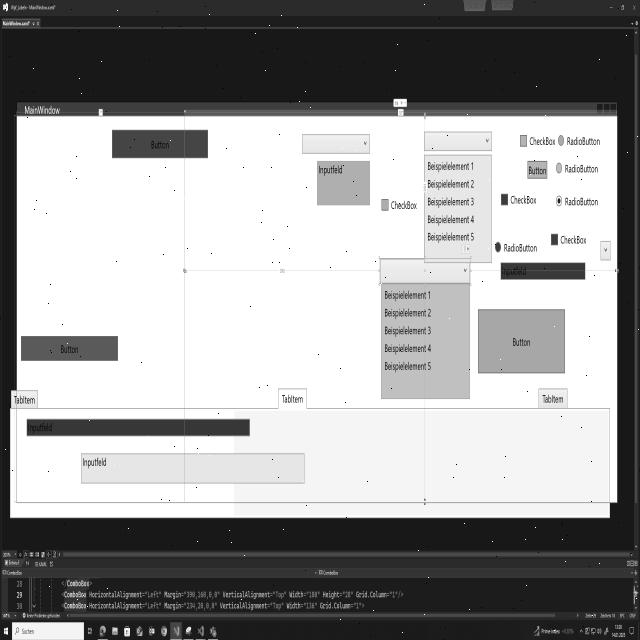 MainWindow.xaml*
MainWindow
Button
CheckBox
RadioButton
Beispielelement 1
Beispielelement 2
Beispielelement 3
Beispielelement 4
Beispielelement 5
Inputfeld
Button
RadioButton
CheckBox
CheckBox
RadioButton
CheckBox
RadioButton
Inputfeld
Beispielelement 1
Beispielelement 2
Beispielelement 3
Beispielelement 4
Beispielelement 5
Button
Button
TabItem
TabItem
TabItem
Inputfeld
Inputfeld
ComboBox
ComboBox
28 </ComboBox>
29 <ComboBox HorizontalAlignment="Left" Margin="390,160,0,0" VerticalAlignment="Top" Width="180" Height="28" Grid.Column="1"/>
30 <ComboBox HorizontalAlignment="Left" Margin="234,20,0,0" VerticalAlignment="Top" Width="136" Grid.Column="1">
Suchen